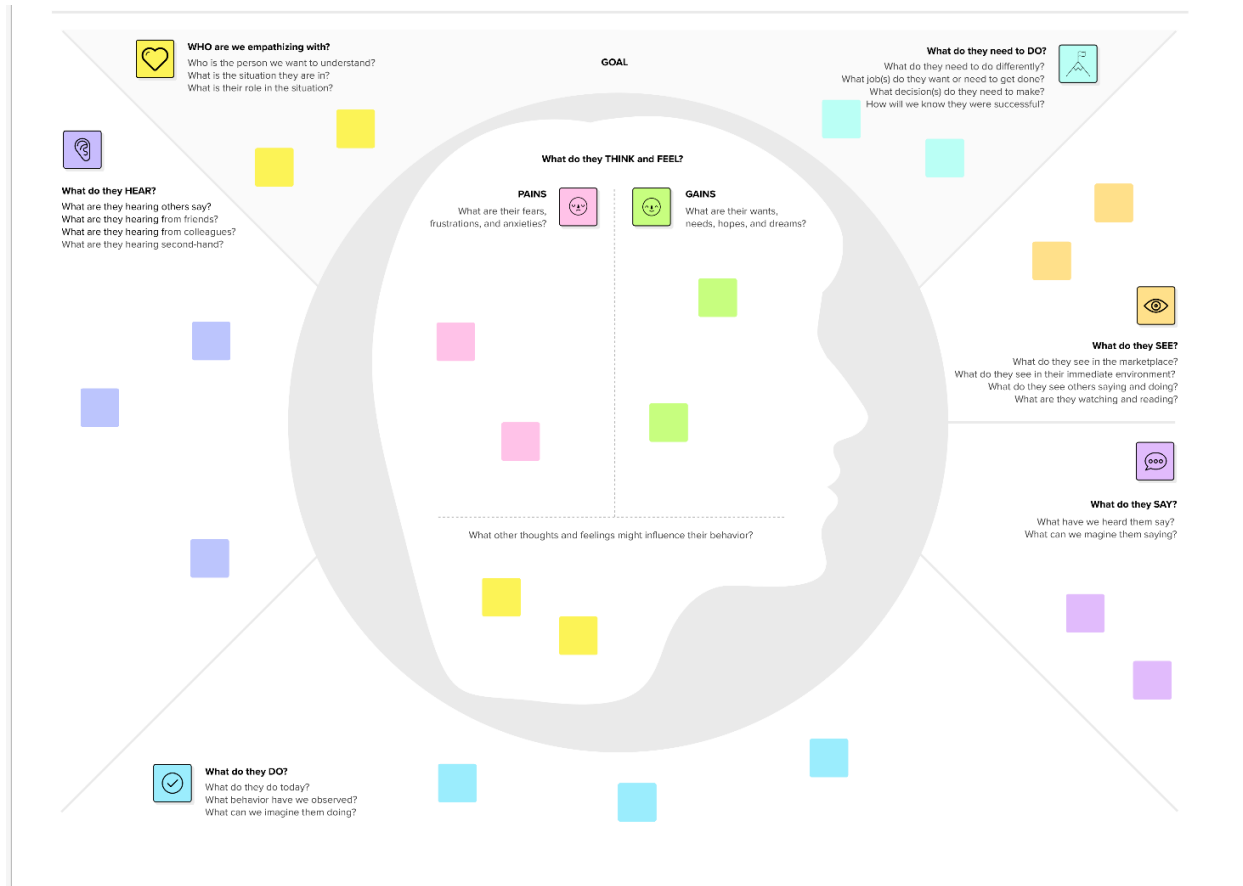 WHO are we empathizing with?
Who is the person we want to understand?
What is the situation they are in?
What is their role in the situation?
GOAL
What do they need to DO?
What do they need to do differently?
What job(s) do they want or need to get done?
What decision(s) do they need to make?
How will we know they were successful?
What do they HEAR?
What are they hearing others say?
What are they hearing from friends?
What are they hearing from colleagues?
What are they hearing second-hand?
What do they THINK and FEEL?
PAINS
What are their fears,
frustrations, and anxieties?
GAINS
What are their wants,
needs, hopes, and dreams?
What do they SEE?
What do they see in the marketplace?
What do they see in their immediate environment?
What do they see others saying and doing?
What are they watching and reading?
What do they SAY?
What have we heard them say?
What can we magine them saying?
What other thoughts and feelings might influence their behavior?
What do they DO?
What do they do today?
What behavior have we observed?
What can we imagine them doing?